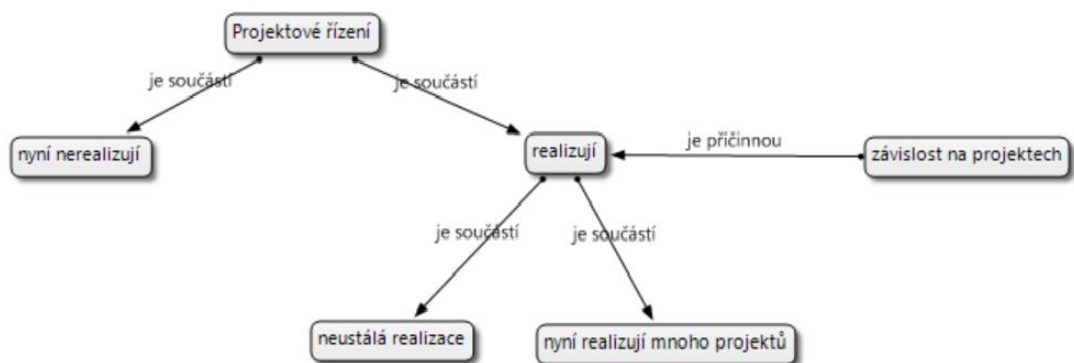 Projektové řízení
je součástí
je součástí
nyní nerealizují
realizují
je příčinnou
závislost na projektech
je součástí
je součástí
neustálá realizace
nyní realizují mnoho projektů